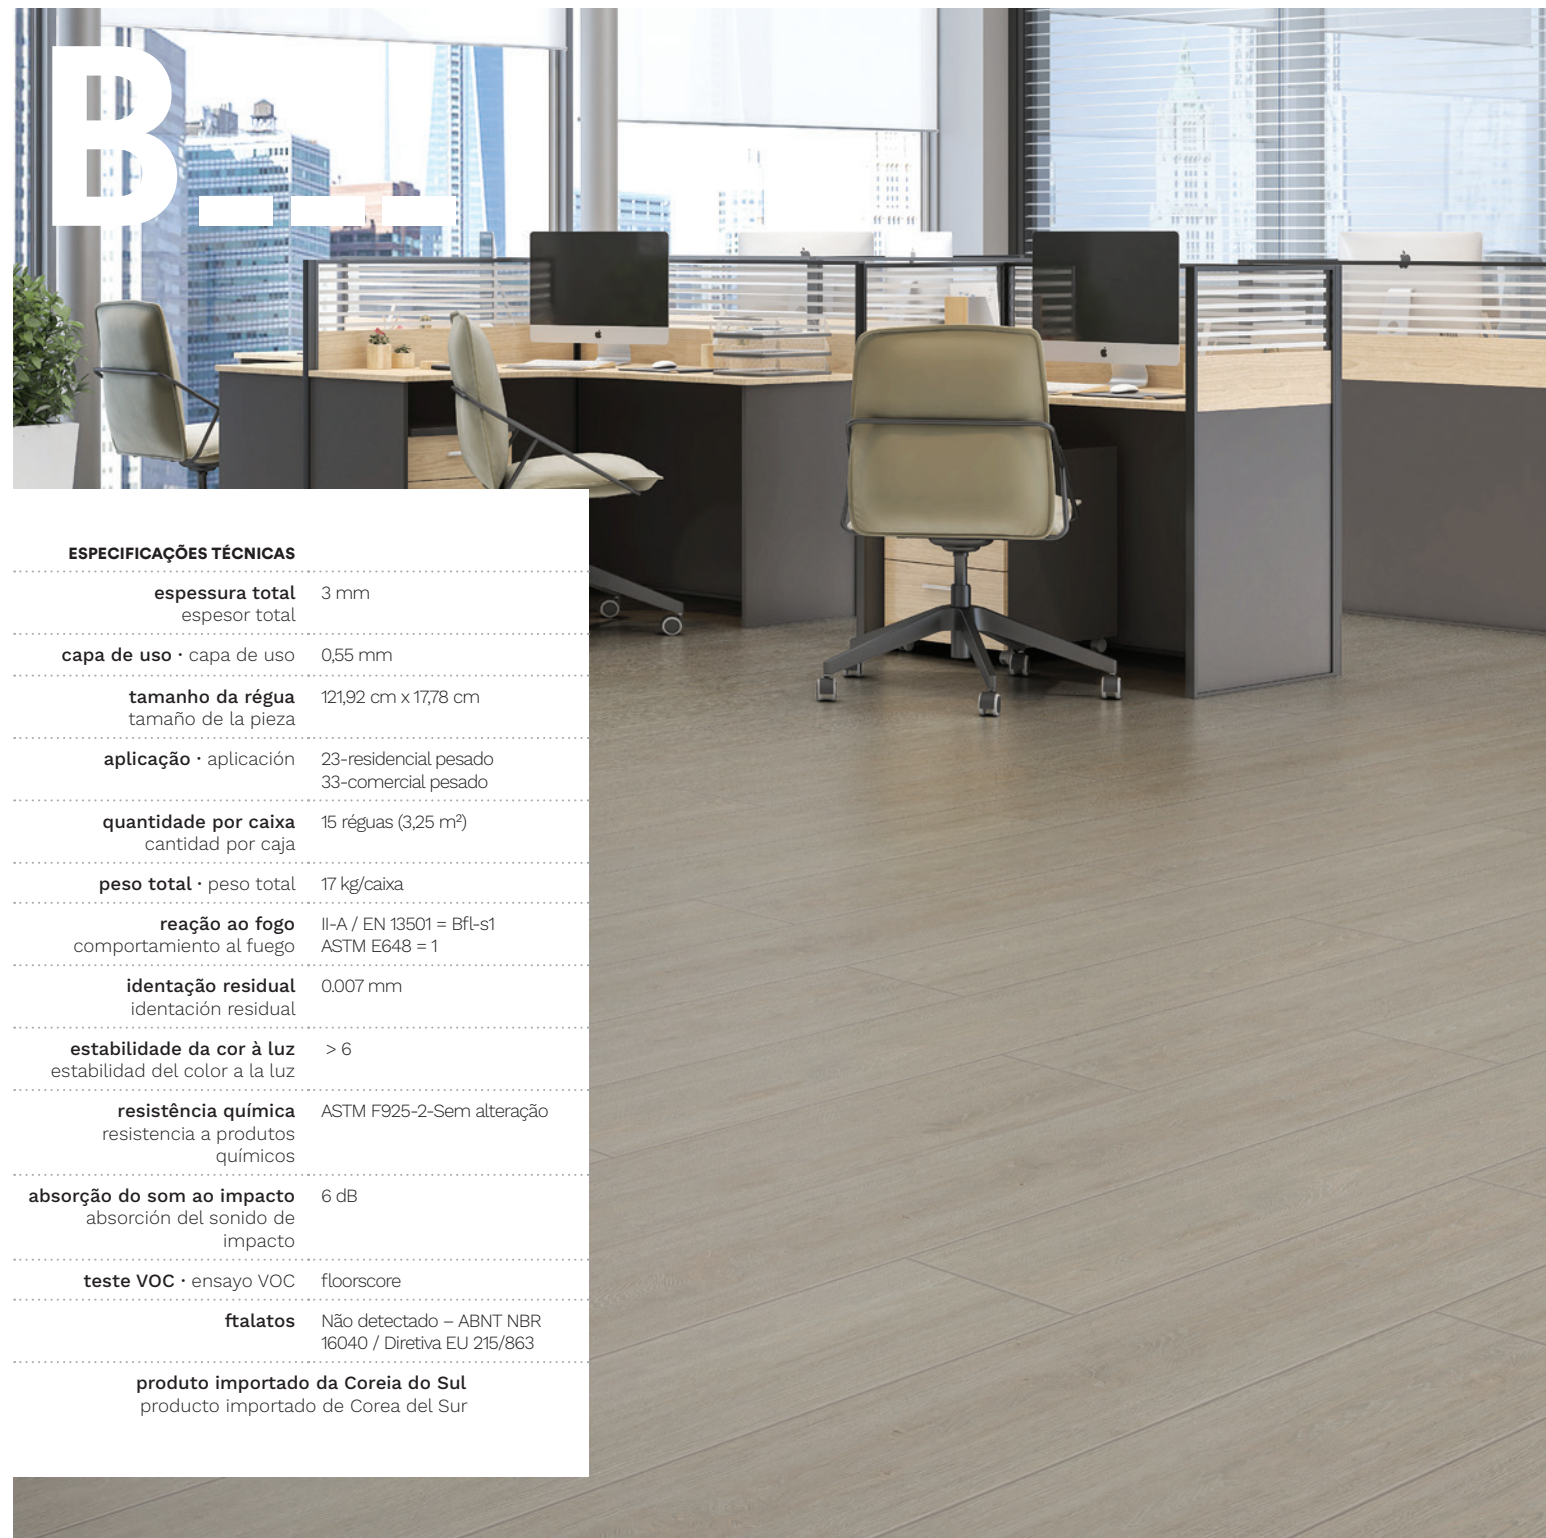 B___
ESPECIFICAÇÕES TÉCNICAS
espessura total 3 mm
espesor total
capa de uso · capa de uso 0,55 mm
tamanho da régua 121,92 cm x 17,78 cm
tamaño de la pieza
aplicação · aplicación 23-residencial pesado
33-comercial pesado
quantidade por caixa 15 réguas (3,25 m²)
cantidad por caja
peso total · peso total 17 kg/caixa
reação ao fogo II-A / EN 13501 = Bfl-s1
comportamiento al fuego ASTM E648 = 1
identação residual 0.007 mm
identación residual
estabilidade da cor à luz > 6
estabilidad del color a la luz
resistência química ASTM F925-2-Sem alteração
resistencia a produtos
químicos
absorção do som ao impacto 6 dB
absorción del sonido de
impacto
teste VOC · ensayo VOC floorscore
ftalatos Não detectado – ABNT NBR
16040 / Diretiva EU 215/863
produto importado da Coreia do Sul
producto importado de Corea del Sur